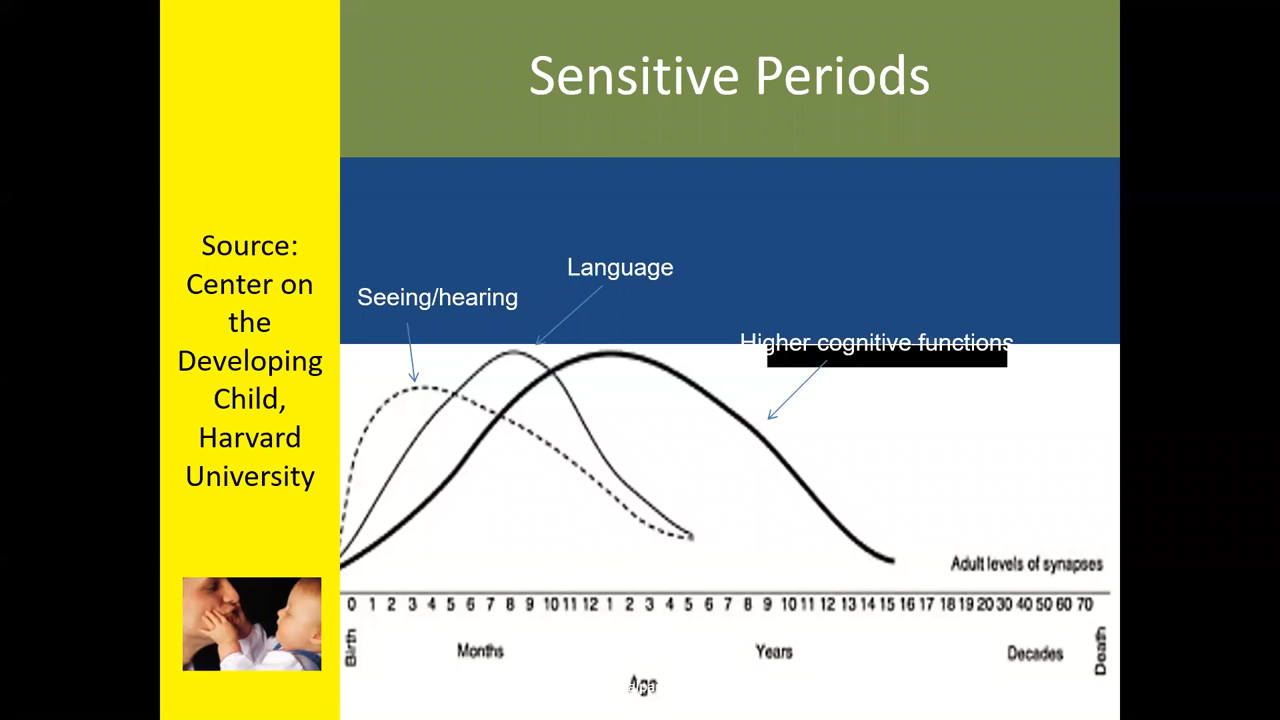 Sensitive Periods
Source:
Center on
the
Developing
Child,
Harvard
University
Language
Seeing/hearing
Higher cognitive functions
Adult levels of synapses
0 1 2 3 4 5 6 7 8 9 10 11 12 1 2 3 4 5 6 7 8 9 10 11 12 13 14 15 16 17 18 19 20 30 40 50 60 70
Birth
Months
Years
Decades
Death
Age